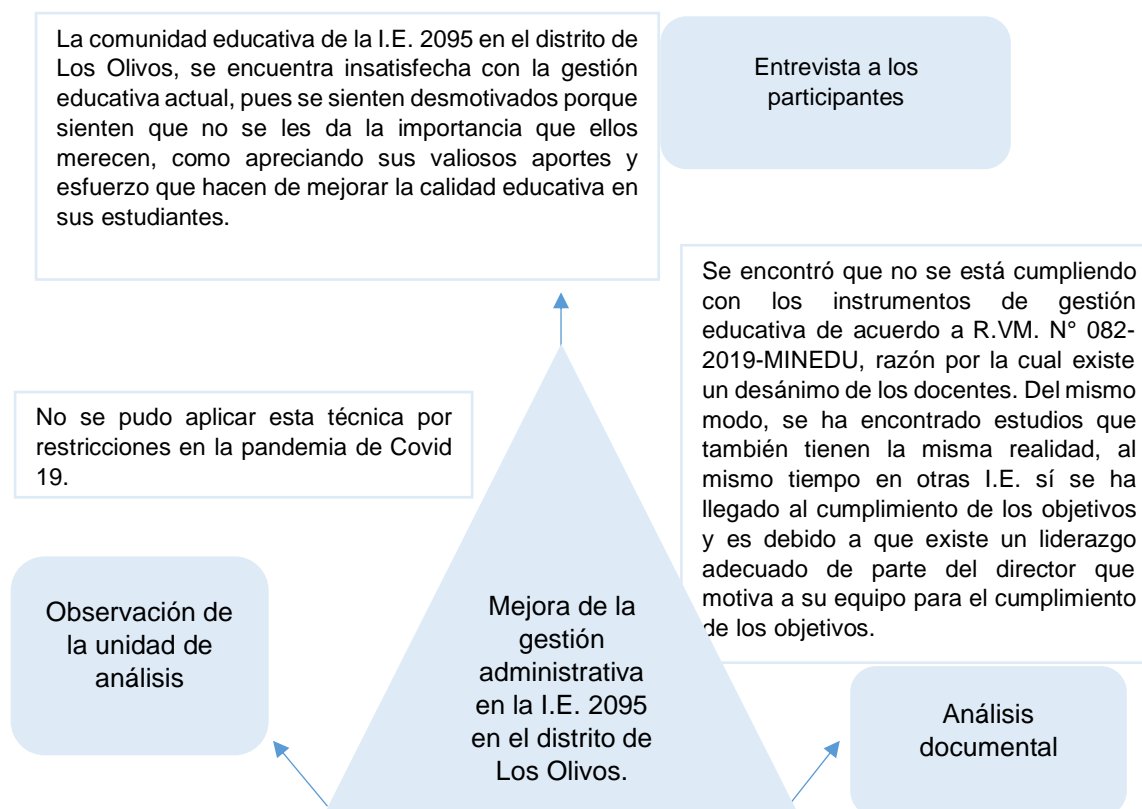 La comunidad educativa de la I.E. 2095 en el distrito de
Los Olivos, se encuentra insatisfecha con la gestión
educativa actual, pues se sienten desmotivados porque
sienten que no se les da la importancia que ellos
merecen, como apreciando sus valiosos aportes y
esfuerzo que hacen de mejorar la calidad educativa en
sus estudiantes.
Entrevista a los
participantes
Se encontró que no se está cumpliendo
con los instrumentos de gestión
educativa de acuerdo a R.VM. N° 082-
2019-MINEDU, razón por la cual existe
un desánimo de los docentes. Del mismo
modo, se ha encontrado estudios que
también tienen la misma realidad, al
mismo tiempo en otras I.E. sí se ha
llegado al cumplimiento de los objetivos
y es debido a que existe un liderazgo
adecuado de parte del director que
motiva a su equipo para el cumplimiento
de los objetivos.
No se pudo aplicar esta técnica por
restricciones en la pandemia de Covid
19.
Observación de
la unidad de
análisis
Mejora de la
gestión
administrativa
en la I.E. 2095
en el distrito de
Los Olivos.
Análisis
documental